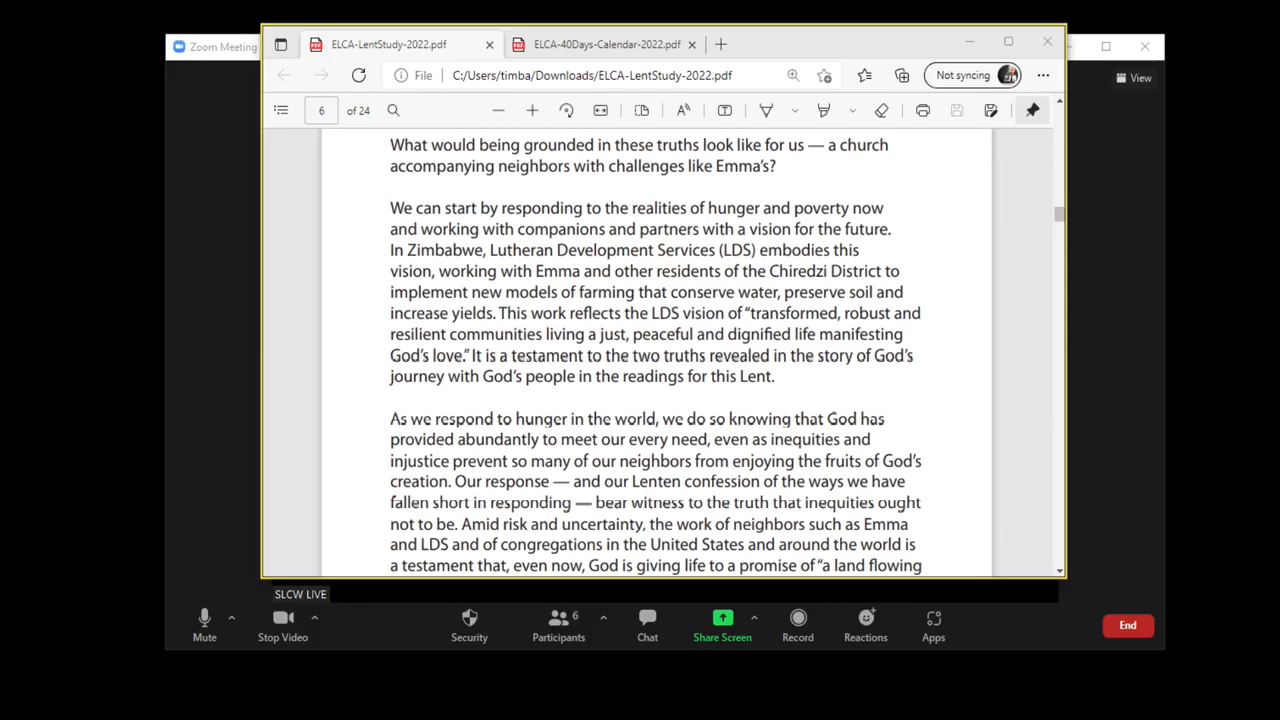 Zoom Meeting
ELCA-LentStudy-2022.pdf
ELCA-40Days-Calendar-2022.pdf
File C:/Users/timba/Downloads/ELCA-LentStudy-2022.pdf
Not syncing
View
6 of 24
What would being grounded in these truths look like for us — a church
accompanying neighbors with challenges like Emma's?
We can start by responding to the realities of hunger and poverty now
and working with companions and partners with a vision for the future.
In Zimbabwe, Lutheran Development Services (LDS) embodies this
vision, working with Emma and other residents of the Chiredzi District to
implement new models of farming that conserve water, preserve soil and
increase yields. This work reflects the LDS vision of “transformed, robust and
resilient communities living a just, peaceful and dignified life manifesting
God's love.” It is a testament to the two truths revealed in the story of God's
journey with God's people in the readings for this Lent.
As we respond to hunger in the world, we do so knowing that God has
provided abundantly to meet our every need, even as inequities and
injustice prevent so many of our neighbors from enjoying the fruits of God's
creation. Our response — and our Lenten confession of the ways we have
fallen short in responding — bear witness to the truth that inequities ought
not to be. Amid risk and uncertainty, the work of neighbors such as Emma
and LDS and of congregations in the United States and around the world is
a testament that, even now, God is giving life to a promise of “a land flowing
SLCW LIVE
Mute
Stop Video
Security
Participants 6
Chat
Share Screen
Record
Reactions
Apps
End